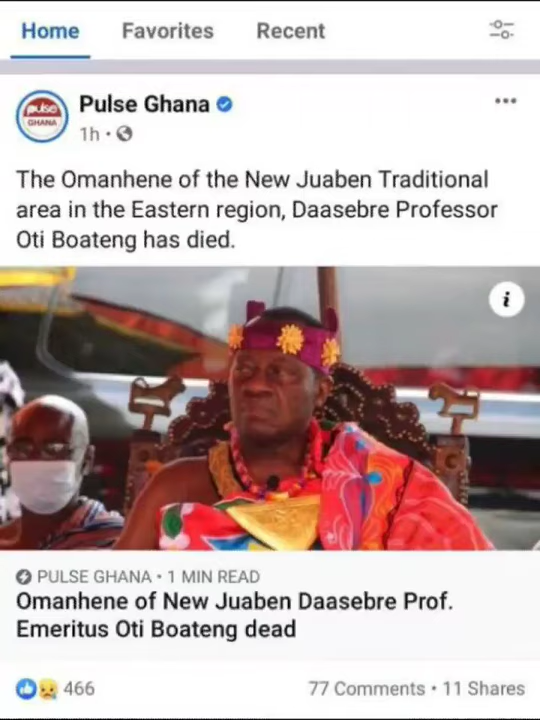 Home Favorites Recent
Pulse Ghana
1h •
The Omanhene of the New Juaben Traditional
area in the Eastern region, Daasebre Professor
Oti Boateng has died.
pulse
GHANA
i
PULSE GHANA • 1 MIN READ
Omanhene of New Juaben Daasebre Prof.
Emeritus Oti Boateng dead
466 77 Comments • 11 Shares